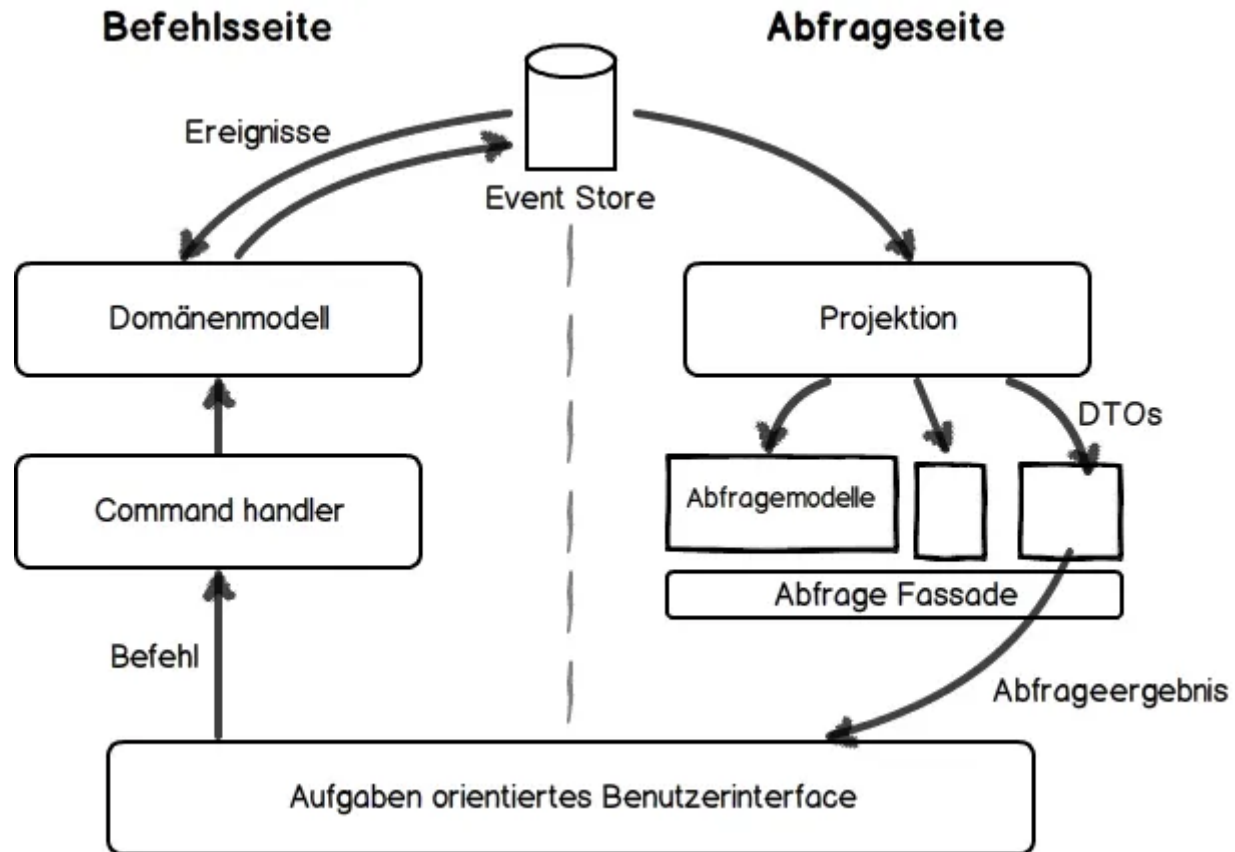 Befehlsseite
Abfrageseite
Ereignisse
Event Store
Domänenmodell
Projektion
DTOs
Command handler
Abfragemodelle
Abfrage Fassade
Befehl
Abfrageergebnis
Aufgaben orientiertes Benutzerinterface